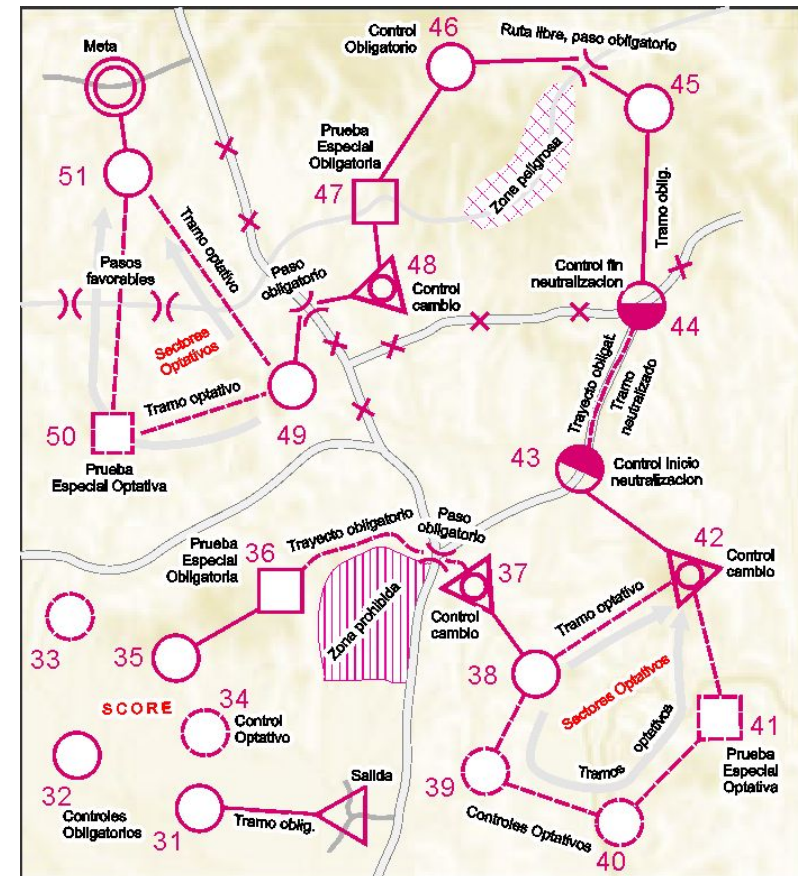 Meta
46
Control
Obligatorio
Ruta libre, paso obligatorio
45
51
Prueba
Especial
Obligatoria
47
Zona peligrosa
Tramo oblig.
Tramo optativo
Pasos
favorables
Paso
obligatorio
48
Control
cambio
Control fin
neutralizacion
44
Sectores
Optativos
Tramo optativo
Trayecto obligat.
Tramo
neutralizado
50
49
43
Prueba
Especial Optativa
Control Inicio
neutralizacion
Prueba
Especial
Obligatoria
36
Trayecto obligatorio
Paso
obligatorio
37
42
Control
cambio
Zona prohibida
Control
cambio
Tramo optativo
33
35
38
SCORE
34
Control
Optativo
Sectores Optativos
41
Tramos
optativos
Prueba
Especial
Optativa
32
Controles
Obligatorios
31
Tramo oblig.
Salida
39
Controles Optativos
40